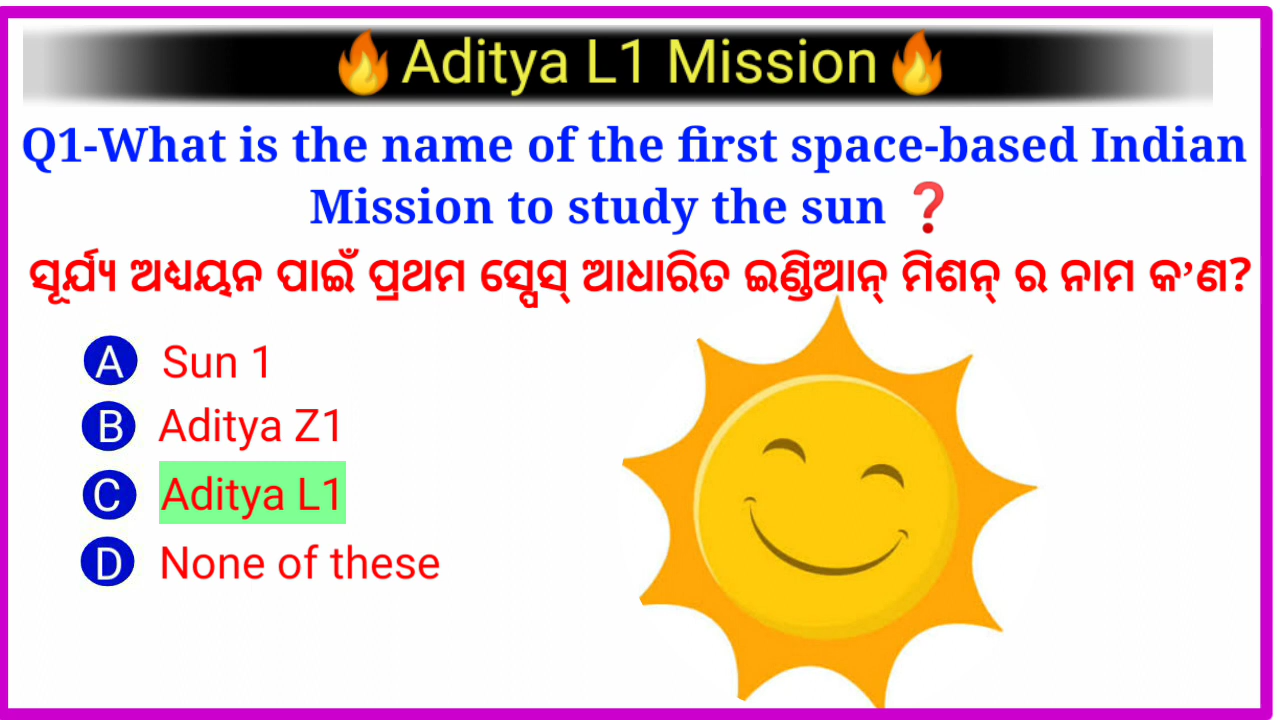 🔥Aditya L1 Mission🔥
Q1-What is the name of the first space-based Indian
Mission to study the sun ❓
ସୂର୍ଯ୍ୟ ଅଧ୍ୟୟନ ପାଇଁ ପ୍ରଥମ ସ୍ପେସ୍ ଆଧାରିତ ଇଣ୍ଡିଆନ୍ ମିଶନ୍ ର ନାମ କ’ଣ?
A Sun 1
B Aditya Z1
C Aditya L1
D None of these